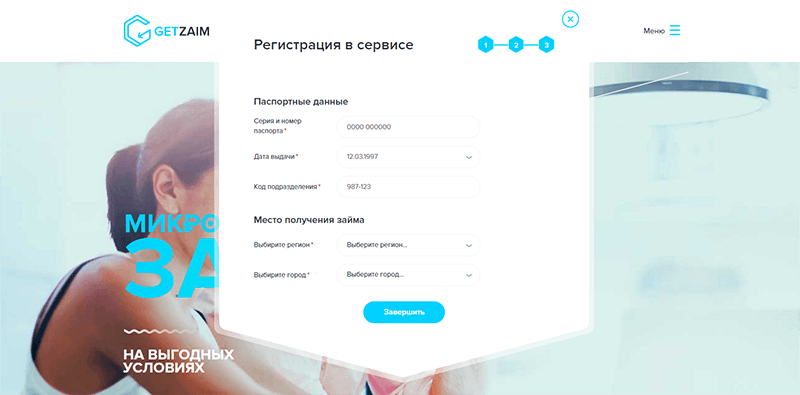 GETZAIM
Регистрация в сервисе
1 2 3
Меню
Паспортные данные
Серия и номер
паспорта*
0000 000000
Дата выдачи*
12.03.1997
Код подразделения*
987-123
Место получения займа
Выбирите регион*
Выберите регион...
Выбирите город*
Выберите город...
Завершить
МИКРО
ЗА
НА ВЫГОДНЫХ
УСЛОВИЯХ